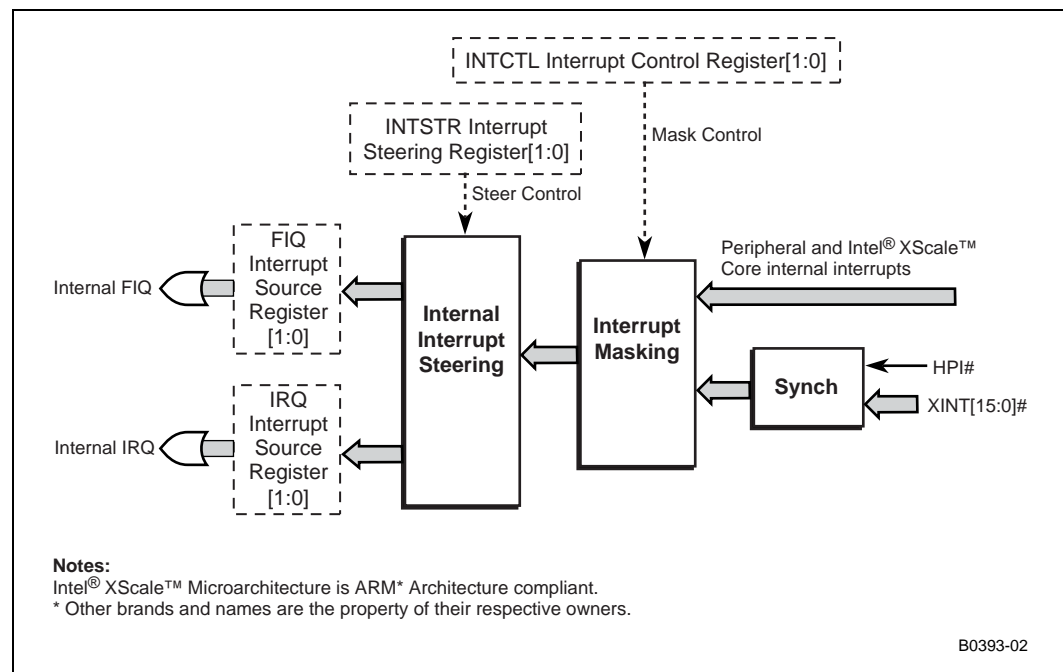 INTCTL Interrupt Control Register[1:0]
INTSTR Interrupt
Steering Register[1:0]
Mask Control
Steer Control
FIQ
Interrupt
Source
Register
[1:0]
Internal FIQ
Internal
Interrupt
Steering
Interrupt
Masking
Peripheral and Intel® XScale™
Core internal interrupts
Synch
HPI#
XINT[15:0]#
IRQ
Interrupt
Source
Register
[1:0]
Internal IRQ
Notes:
Intel® XScale™ Microarchitecture is ARM* Architecture compliant.
* Other brands and names are the property of their respective owners.
B0393-02